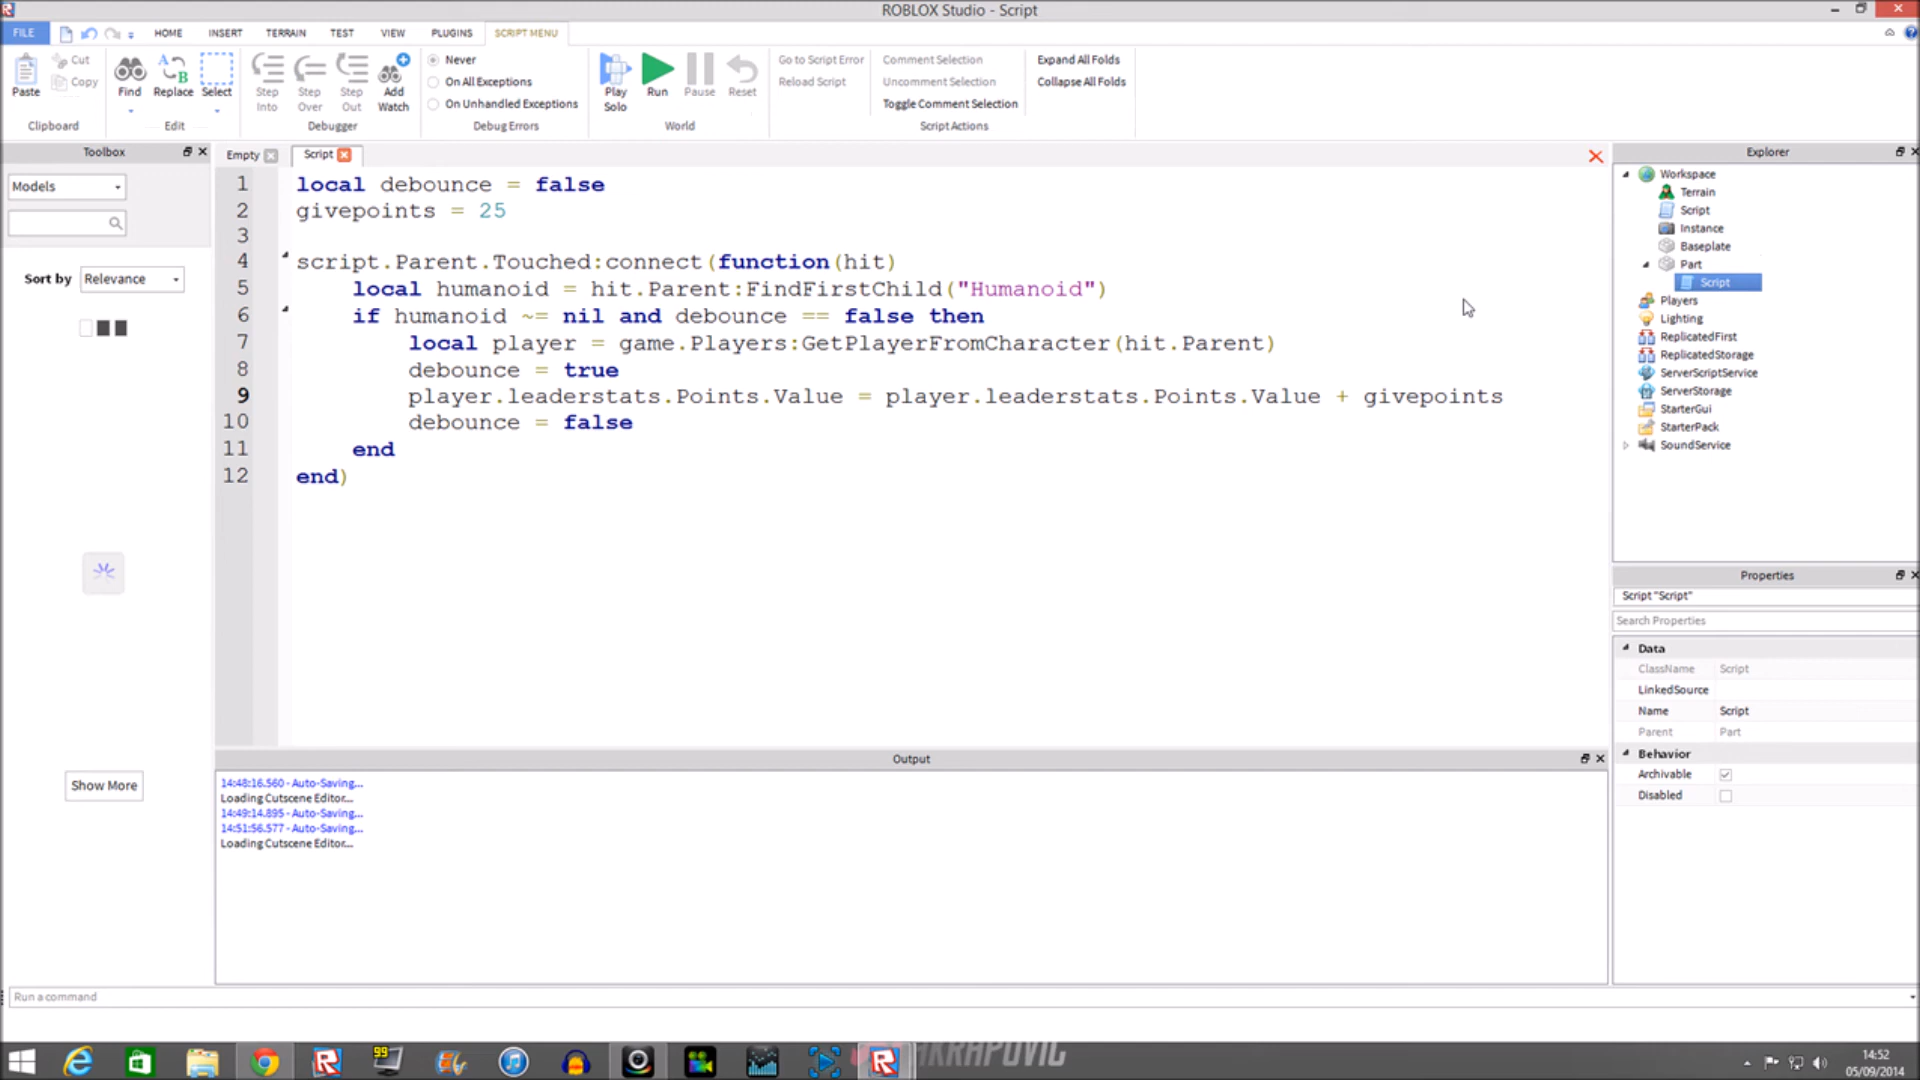 ROBLOX Studio - Script
FILE HOME INSERT TERRAIN TEST VIEW PLUGINS SCRIPT MENU
Paste Cut Copy Clipboard
Find Replace Select Edit
Step Into Step Over Step Out Add Watch Debugger
Never
On All Exceptions
On Unhandled Exceptions
Debug Errors
Play Solo Run Pause Reset World
Go to Script Error
Reload Script
Comment Selection
Uncomment Selection
Toggle Comment Selection
Script Actions
Expand All Folds
Collapse All Folds
Toolbox
Models
Sort by Relevance
Show More
Empty Script
1 local debounce = false
2 givepoints = 25
3
4 script.Parent.Touched:connect(function(hit)
5 local humanoid = hit.Parent:FindFirstChild("Humanoid")
6 if humanoid ~= nil and debounce == false then
7 local player = game.Players:GetPlayerFromCharacter(hit.Parent)
8 debounce = true
9 player.leaderstats.Points.Value = player.leaderstats.Points.Value + givepoints
10 debounce = false
11 end
12 end)
Output
14:48:16.560 - Auto-Saving...
Loading Cutscene Editor...
14:49:14.895 - Auto-Saving...
14:51:56.577 - Auto-Saving...
Loading Cutscene Editor...
Explorer
Workspace
Terrain
Script
Instance
Baseplate
Part
Script
Players
Lighting
ReplicatedFirst
ReplicatedStorage
ServerScriptService
ServerStorage
StarterGui
StarterPack
SoundService
Properties
Script "Script"
Search Properties
Data
ClassName Script
LinkedSource
Name Script
Parent Part
Behavior
Archivable
Disabled
Run a command
99
14:52
05/09/2014